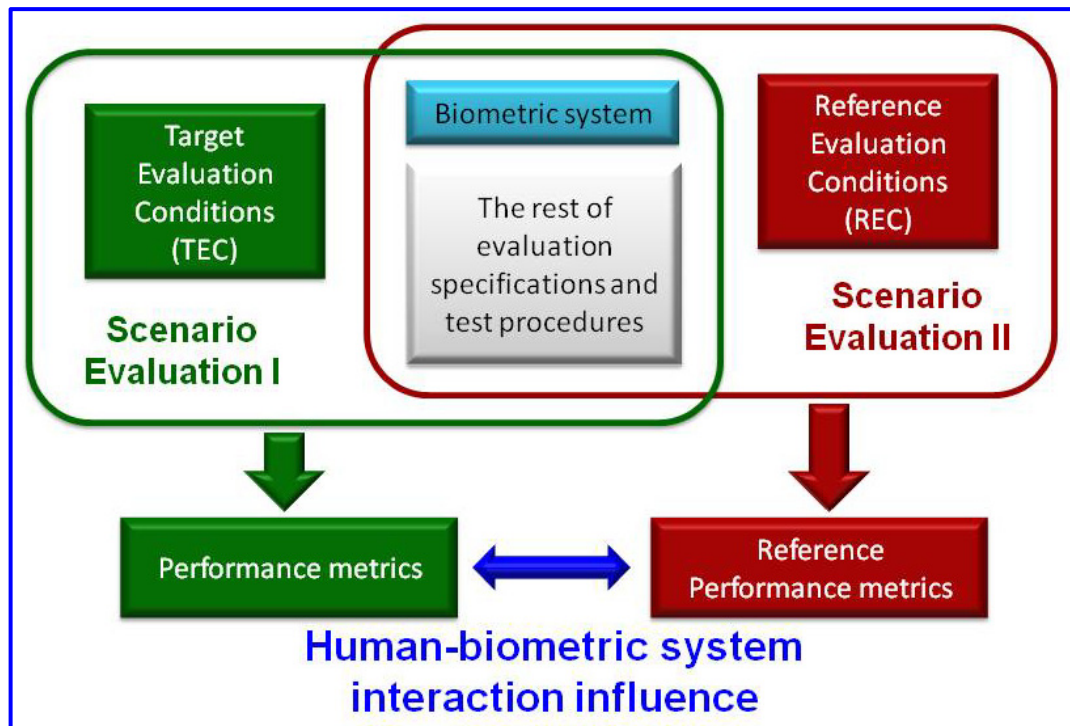 Target
Evaluation
Conditions
(TEC)
Scenario
Evaluation I
Biometric system
The rest of
evaluation
specifications and
test procedures
Reference
Evaluation
Conditions
(REC)
Scenario
Evaluation II
Performance metrics
Reference
Performance metrics
Human-biometric system
interaction influence